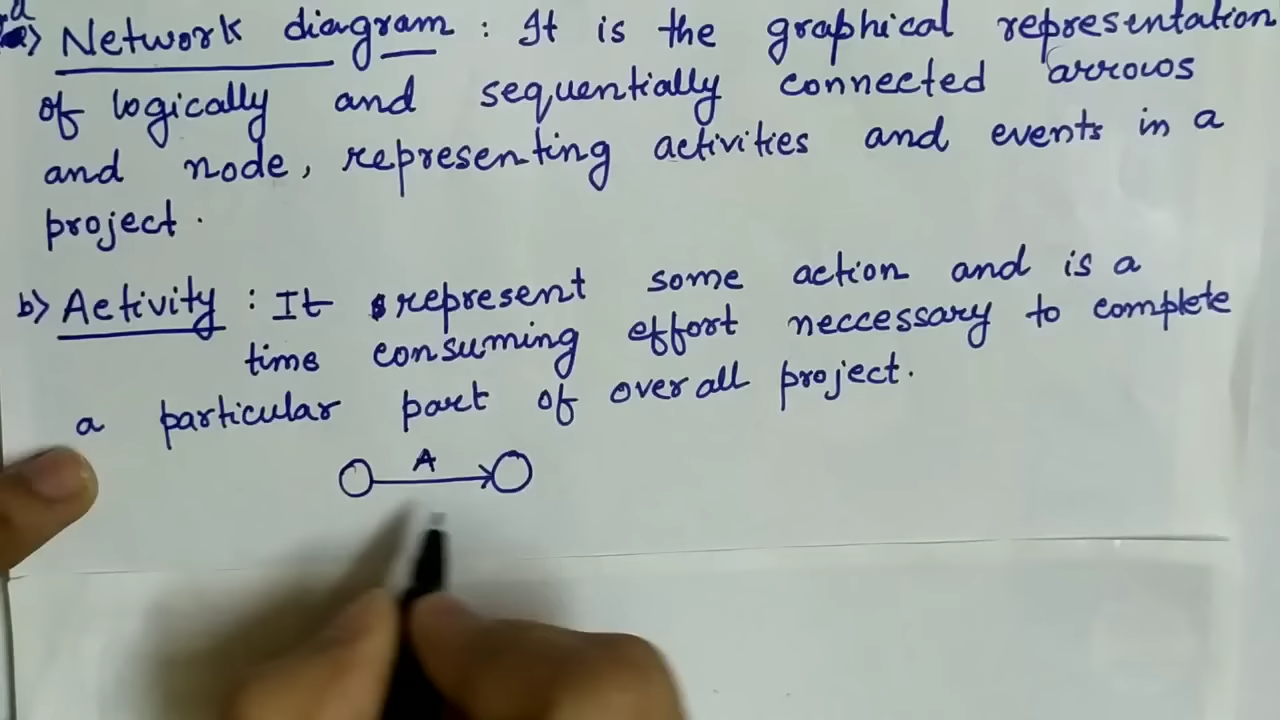 a) Network diagram : It is the graphical representation
of logically and sequentially connected arrows
and node, representing activities and events in a
project.
b) Activity : It represent some action and is a
time consuming effort neccessary to complete
a particular part of over all project.
A